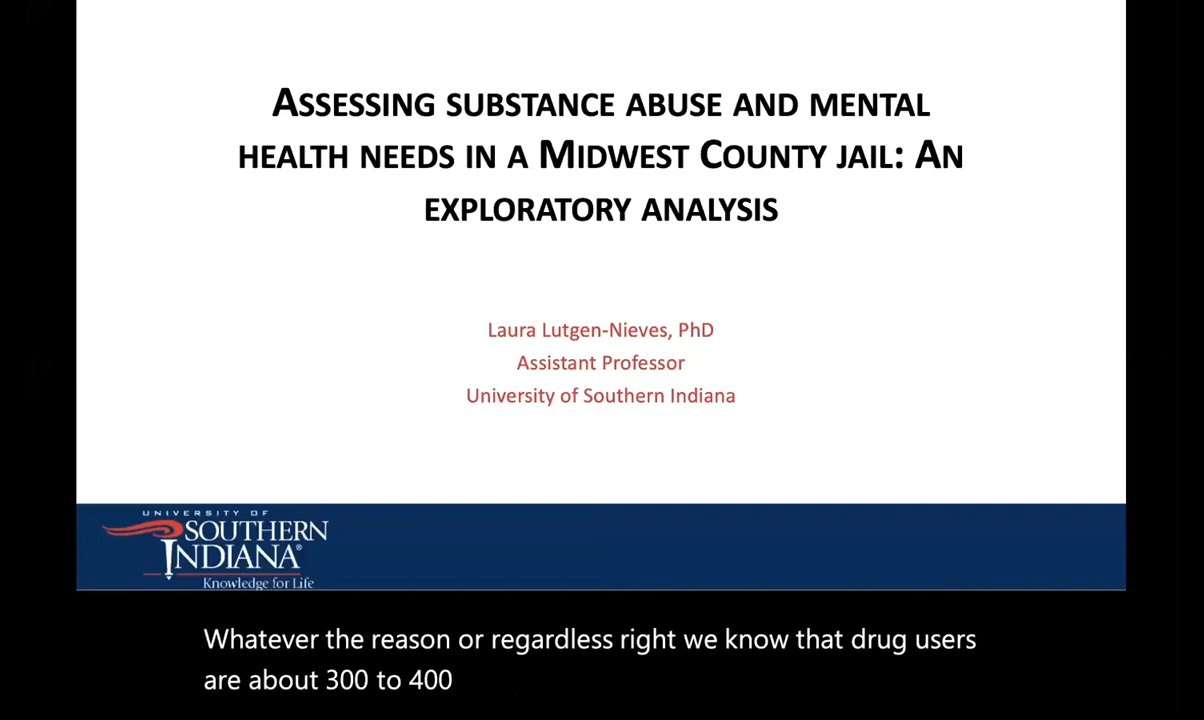 ASSESSING SUBSTANCE ABUSE AND MENTAL
HEALTH NEEDS IN A MIDWEST COUNTY JAIL: AN
EXPLORATORY ANALYSIS
Laura Lutgen-Nieves, PhD
Assistant Professor
University of Southern Indiana
UNIVERSITY OF
SOUTHERN
INDIANA®
Knowledge for Life
Whatever the reason or regardless right we know that drug users
are about 300 to 400